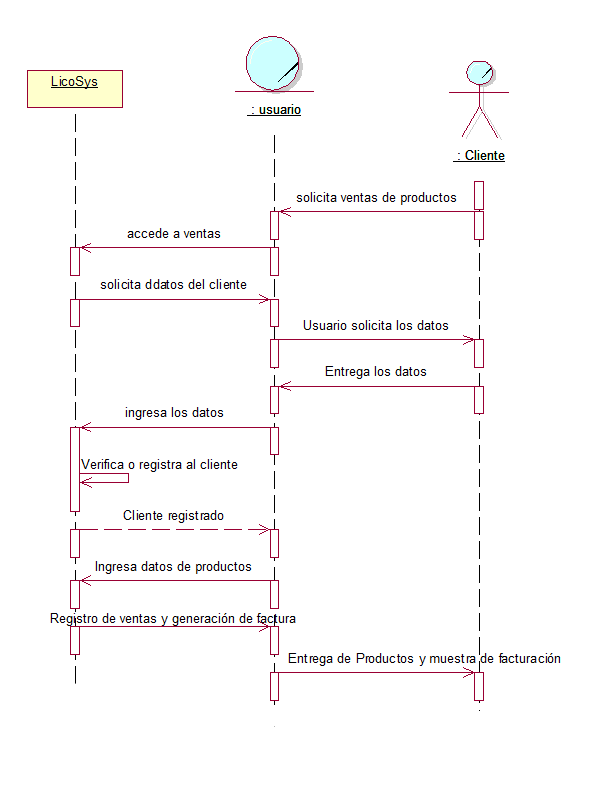 LicoSys
: usuario
: Cliente
solicita ventas de productos
accede a ventas
solicita ddatos del cliente
Usuario solicita los datos
Entrega los datos
ingresa los datos
Verifica o registra al cliente
Cliente registrado
Ingresa datos de productos
Registro de ventas y generación de factura
Entrega de Productos y muestra de facturación